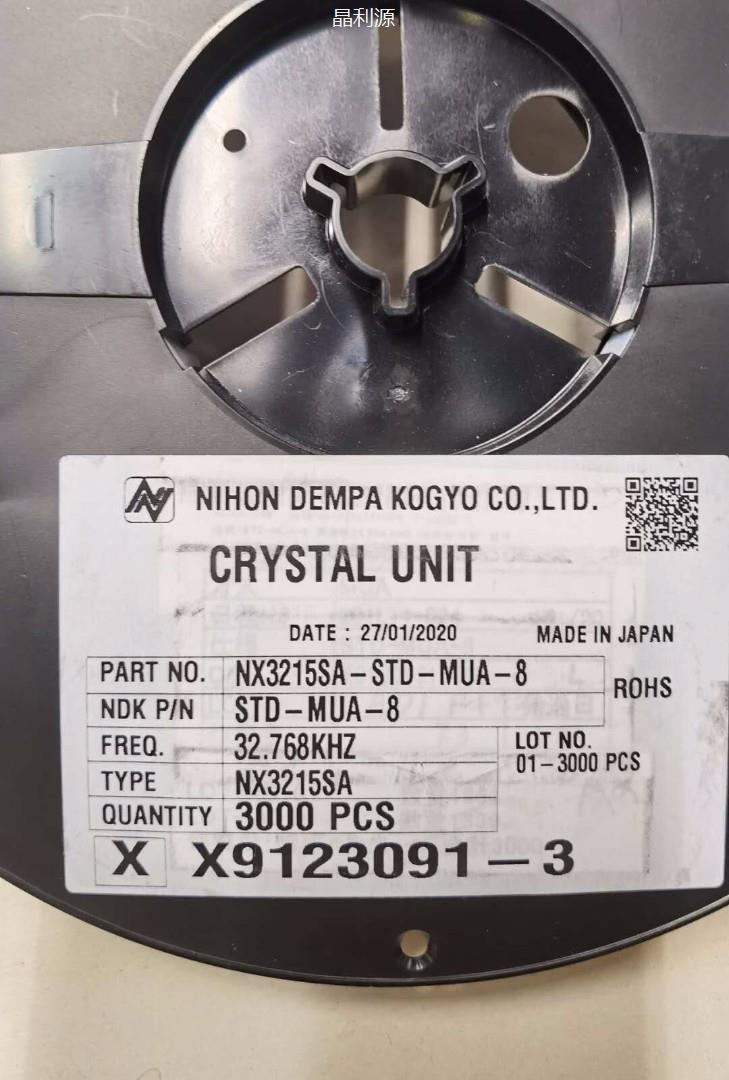 晶利源
NIHON DEMPA KOGYO CO.,LTD.
CRYSTAL UNIT
DATE : 27/01/2020
MADE IN JAPAN
PART NO. NX3215SA-STD-MUA-8
ROHS
NDK P/N STD-MUA-8
FREQ. 32.768KHZ
LOT NO.
01-3000 PCS
TYPE NX3215SA
QUANTITY 3000 PCS
X X9123091-3